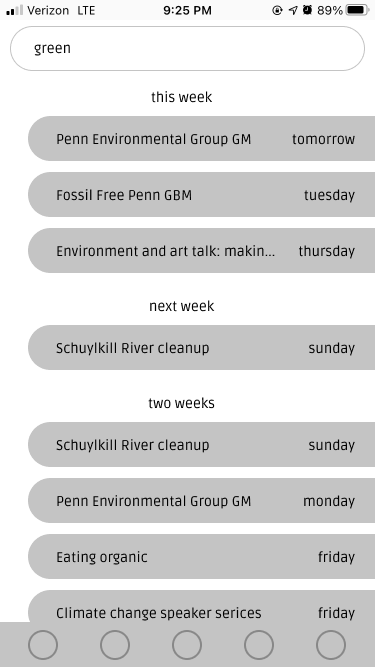 Verizon LTE 9:25 PM 89%
green
this week
Penn Environmental Group GM tomorrow
Fossil Free Penn GBM tuesday
Environment and art talk: makin... thursday
next week
Schuylkill River cleanup sunday
two weeks
Schuylkill River cleanup sunday
Penn Environmental Group GM monday
Eating organic friday
Climate change speaker serices friday